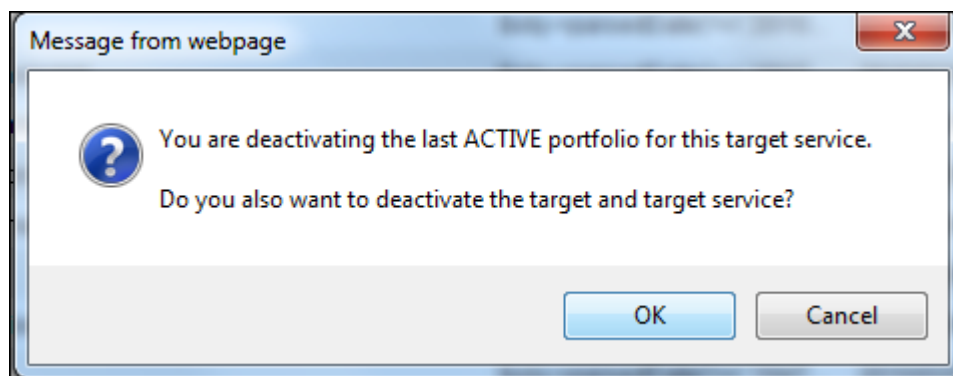 Message from webpage
You are deactivating the last ACTIVE portfolio for this target service.
Do you also want to deactivate the target and target service?
OK
Cancel